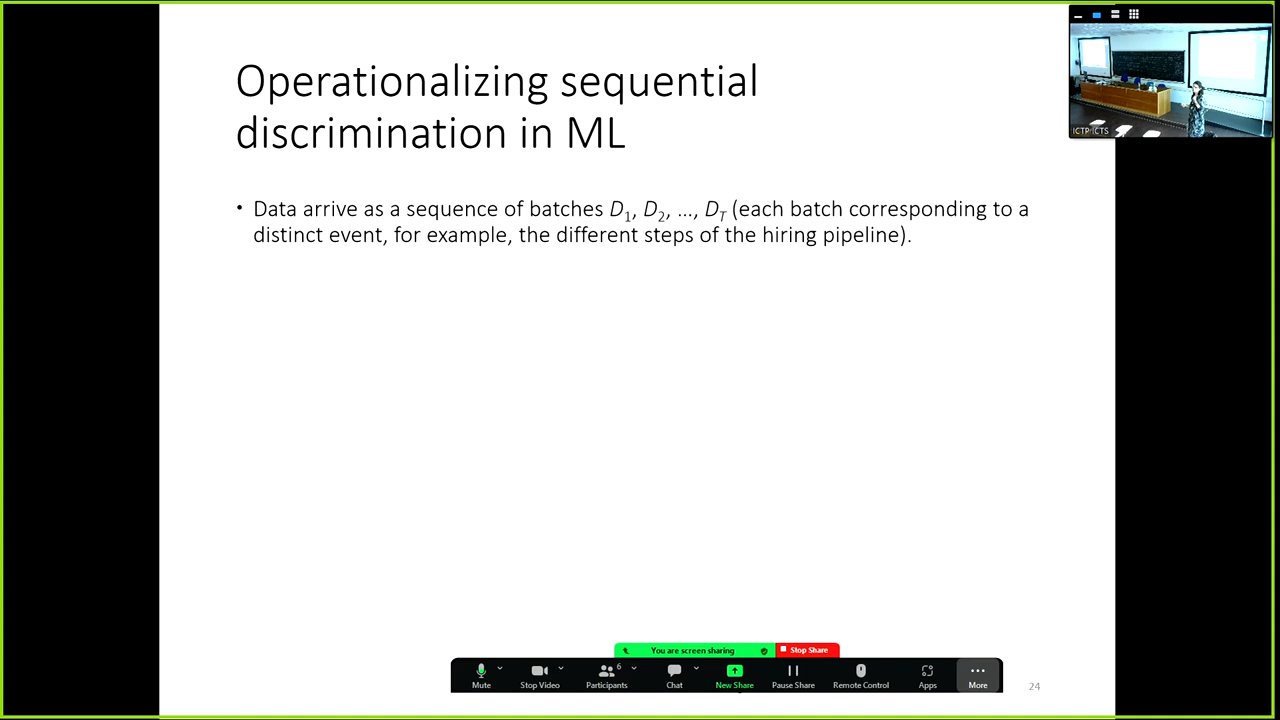 Operationalizing sequential
discrimination in ML
• Data arrive as a sequence of batches D1, D2, ..., DT (each batch corresponding to a
distinct event, for example, the different steps of the hiring pipeline).
ICTP-ICTS
You are screen sharing
Stop Share
Mute
Stop Video
6
Participants
Chat
New Share
Pause Share
Remote Control
Apps
More
24